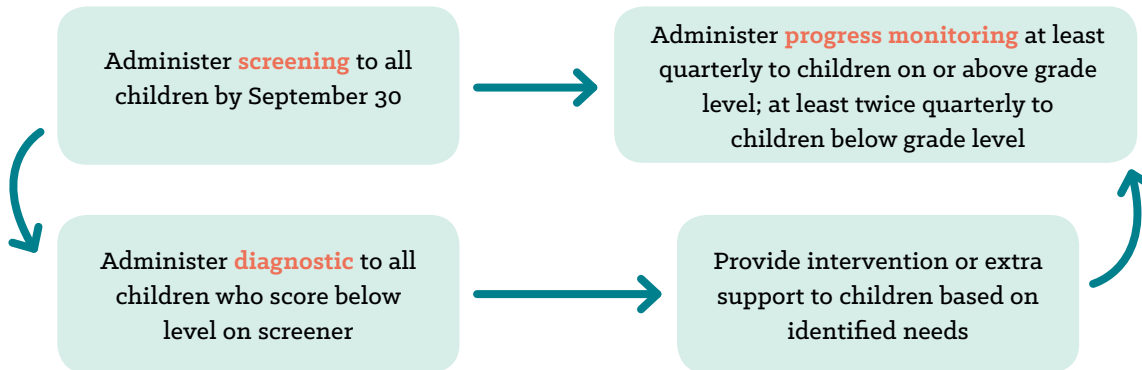 Administer screening to all
children by September 30
Administer progress monitoring at least
quarterly to children on or above grade
level; at least twice quarterly to
children below grade level
Administer diagnostic to all
children who score below
level on screener
Provide intervention or extra
support to children based on
identified needs